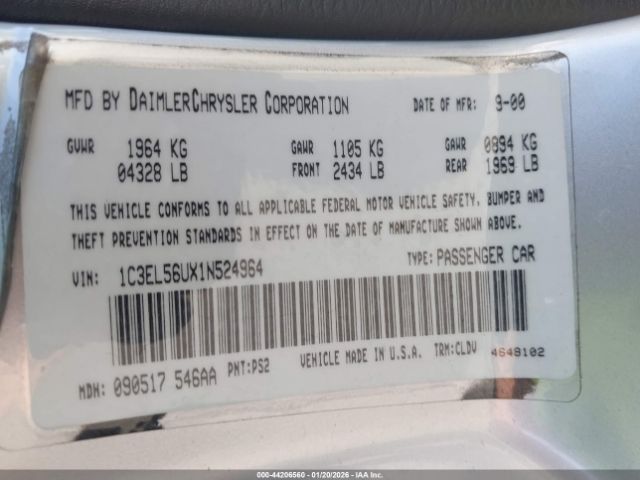 MFD BY DAIMLERCHRYSLER CORPORATION DATE OF MFR: 9-00
GVWR 1964 KG GAWR 1105 KG GAWR 0894 KG
04328 LB FRONT 2434 LB REAR 1969 LB
THIS VEHICLE CONFORMS TO ALL APPLICABLE FEDERAL MOTOR VEHICLE SAFETY, BUMPER AND
THEFT PREVENTION STANDARDS IN EFFECT ON THE DATE OF MANUFACTURE SHOWN ABOVE.
VIN: 1C3EL56UX1N524964 TYPE: PASSENGER CAR
MDH: 090517 546AA PNT: PS2 VEHICLE MADE IN U.S.A. TRM: CLDV 4649102
000-44206560 - 01/20/2026 - IAA Inc.